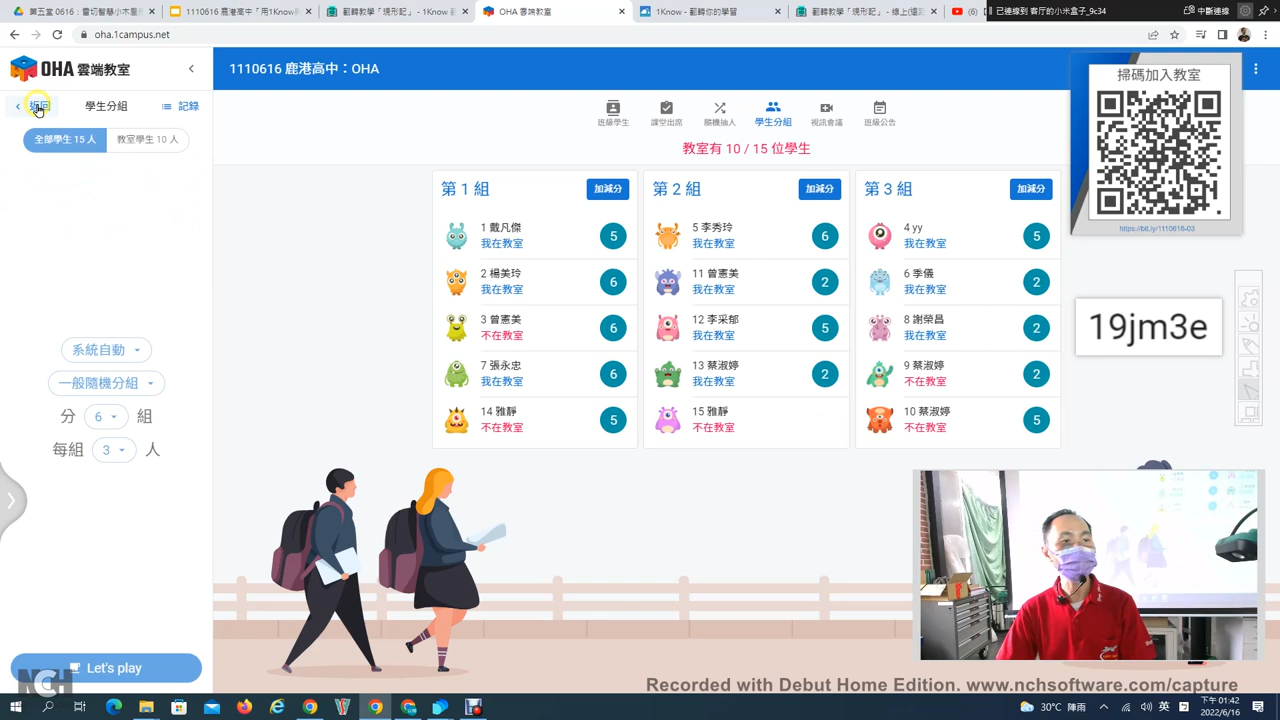 第五堂 0616：雷切智慧小木屋
1110616 鹿港高中「用1Know
範轉教學「現形記」 - 1Know
OHA 雲端教室
1Know - 範轉你的學習
範轉教學「現形記」 - 線上
(6)
已連線到 客厅的小米盒子_9c34
中斷連線
oha.1campus.net
OHA 雲端教室
1110616 鹿港高中：OHA
返回
學生分組
記錄
全部學生 15 人
教室學生 10 人
班級學生
課堂出席
隨機抽人
學生分組
視訊會議
班級公告
教室有 10 / 15 位學生
第 1 組
加減分
1 戴凡傑
我在教室
5
2 楊美玲
我在教室
6
3 曾憲美
不在教室
6
7 張永忠
我在教室
6
14 雅靜
不在教室
5
第 2 組
加減分
5 李秀玲
我在教室
6
11 曾憲美
我在教室
2
12 李采郁
我在教室
5
13 蔡淑婷
我在教室
2
15 雅靜
不在教室
第 3 組
加減分
4 yy
我在教室
5
6 季儀
我在教室
2
8 謝榮昌
我在教室
2
9 蔡淑婷
不在教室
2
10 蔡淑婷
不在教室
5
掃碼加入教室
https://bit.ly/1110616-03
19jm3e
系統自動
一般隨機分組
分 6 組
每組 3 人
Let's play
NCH
Recorded with Debut Home Edition. www.nchsoftware.com/capture
30°C 陣雨
英
下午 01:42
2022/6/16